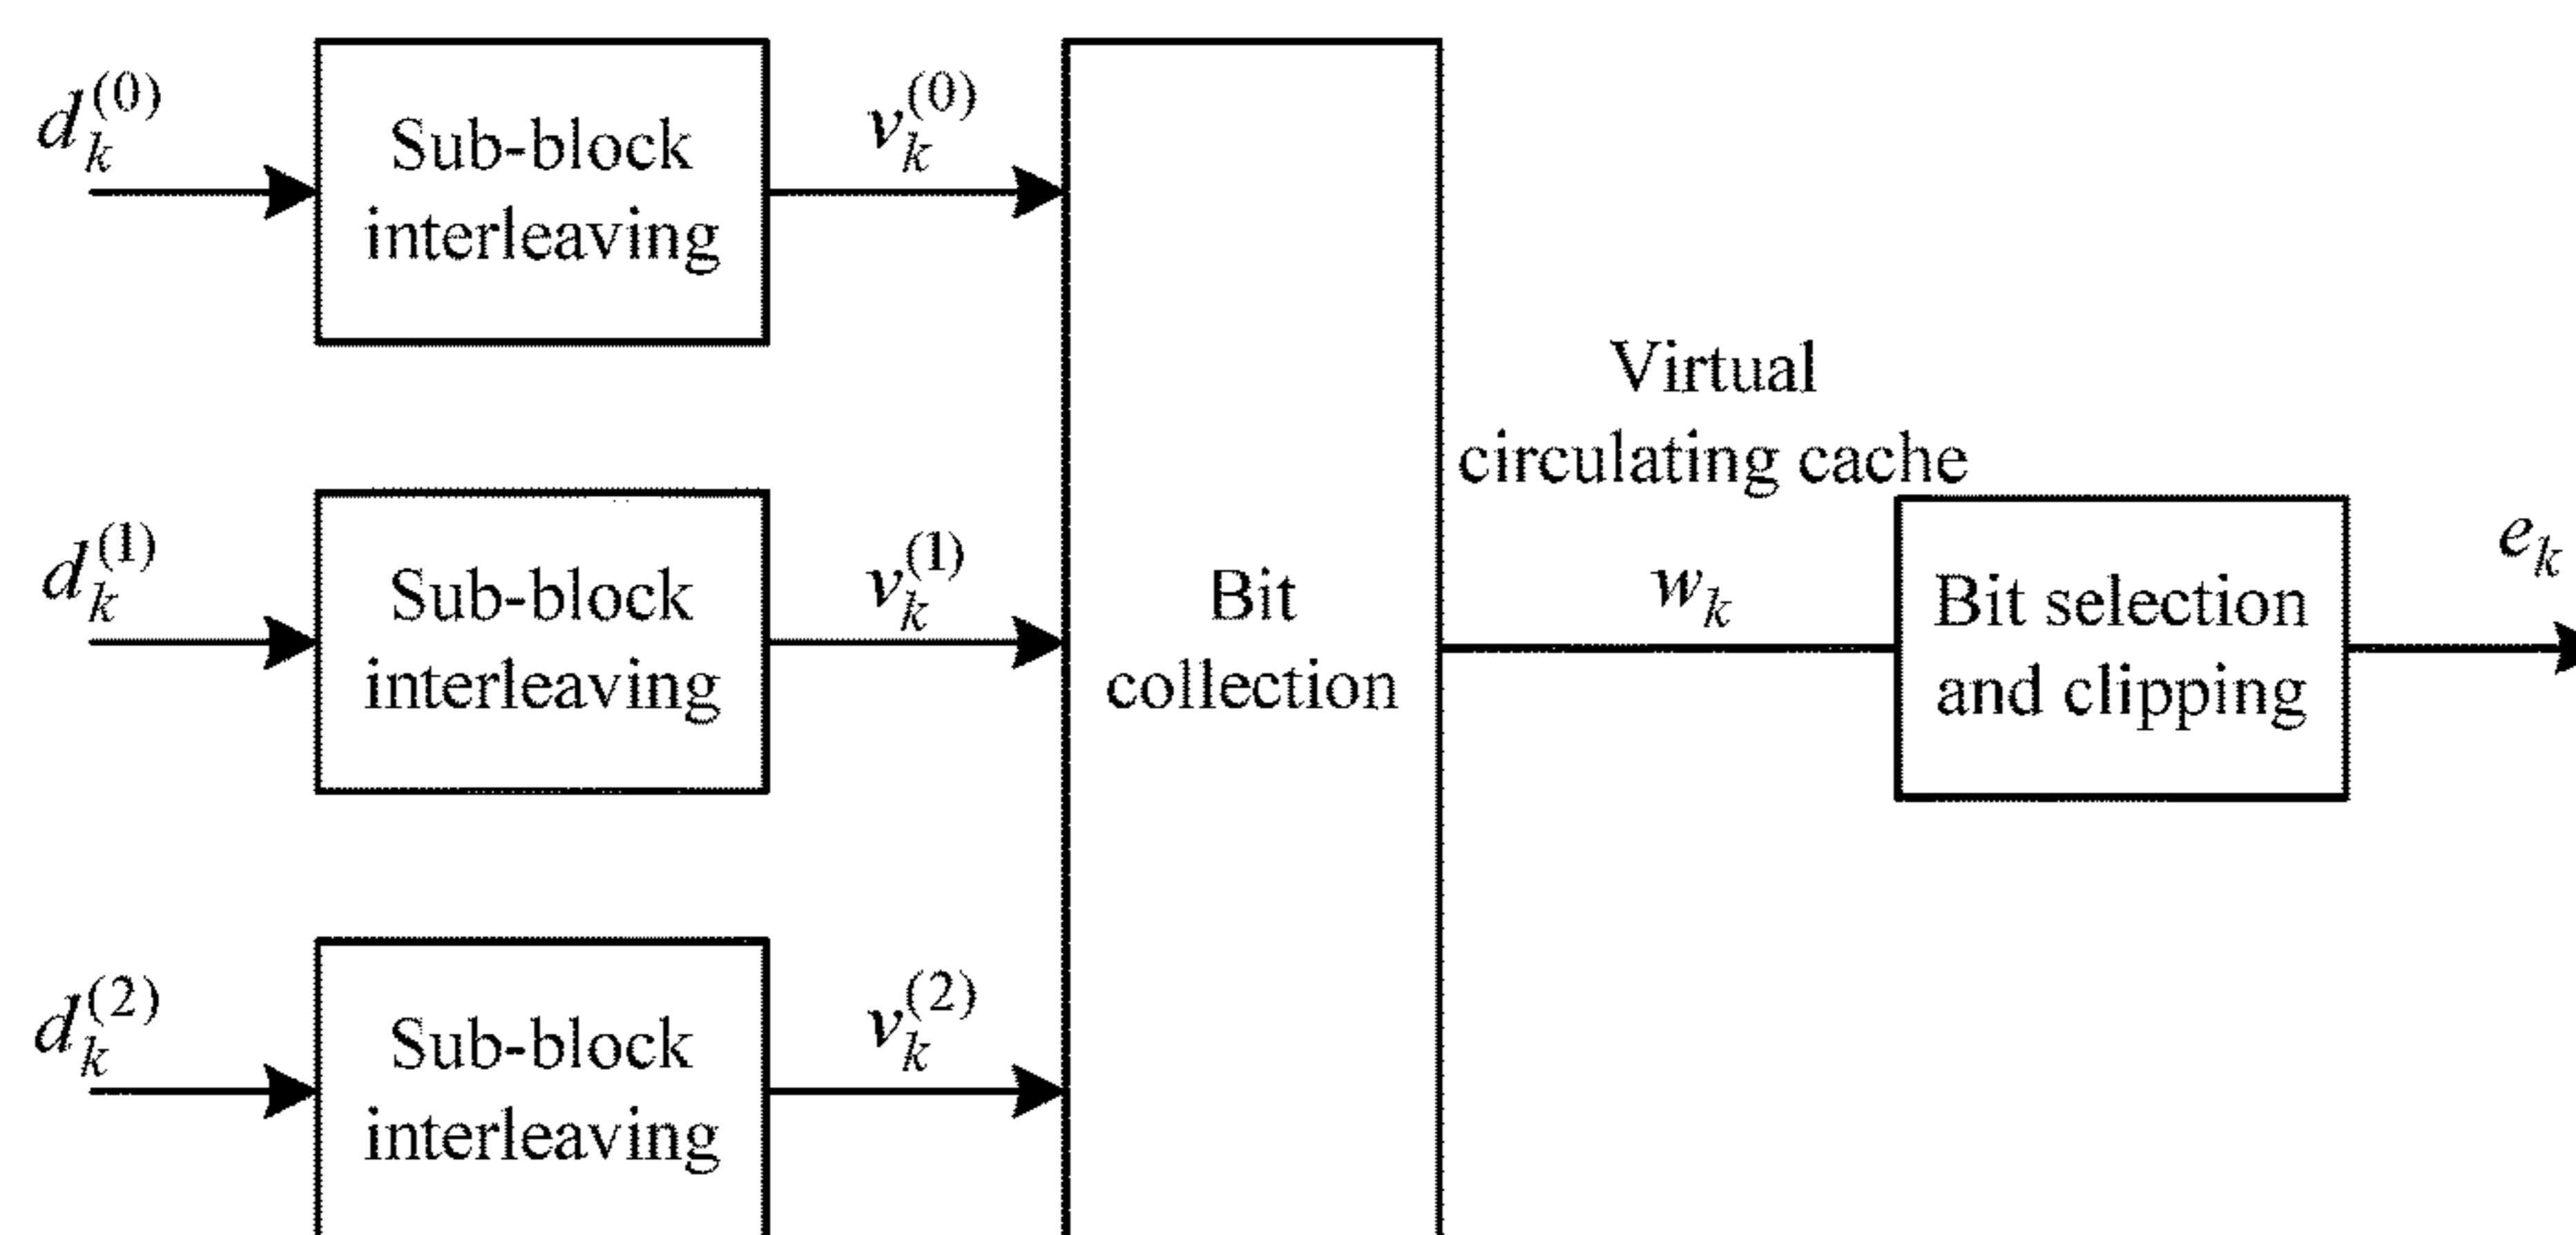 d_k^{(0)}
Sub-block
interleaving
v_k^{(0)}
d_k^{(1)}
Sub-block
interleaving
v_k^{(1)}
d_k^{(2)}
Sub-block
interleaving
v_k^{(2)}
Bit
collection
Virtual
circulating cache
w_k
Bit selection
and clipping
e_k